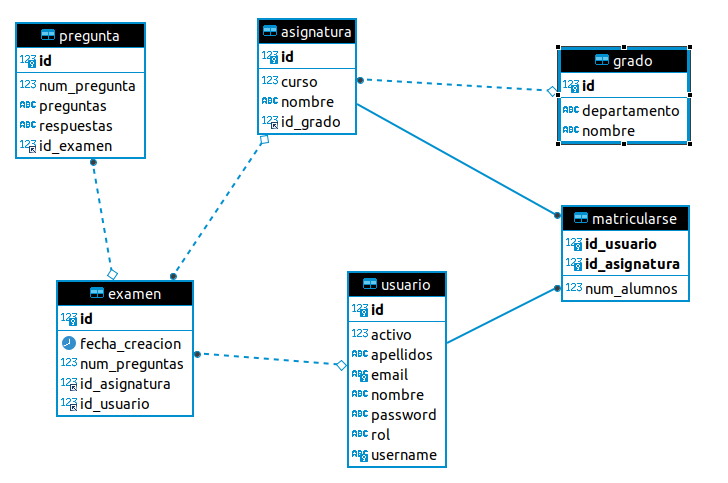 pregunta
123 id
123 num_pregunta
ABC preguntas
ABC respuestas
123 id_examen
asignatura
123 id
123 curso
ABC nombre
123 id_grado
grado
123 id
ABC departamento
ABC nombre
matricularse
123 id_usuario
123 id_asignatura
123 num_alumnos
examen
123 id
fecha_creacion
123 num_preguntas
123 id_asignatura
123 id_usuario
usuario
123 id
123 activo
ABC apellidos
ABC email
ABC nombre
ABC password
ABC rol
ABC username